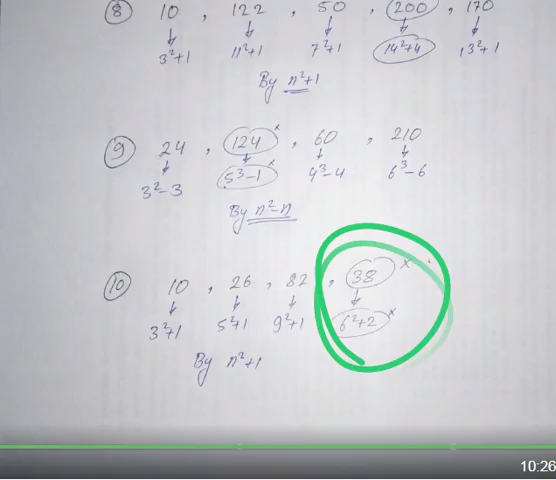 ⑧ 10 , 122 , 50 , 200 , 170
3²+1 11²+1 7²+1 14²+4 13²+1
By n²+1
⑨ 24 , 124 x , 60 , 210
3²-3 5³-1 x 4³-4 6³-6
By n²-n
⑩ 10 , 26 , 82 , 38 x
3²+1 5²+1 9²+1 6²+2 x
By n²+1
10:26